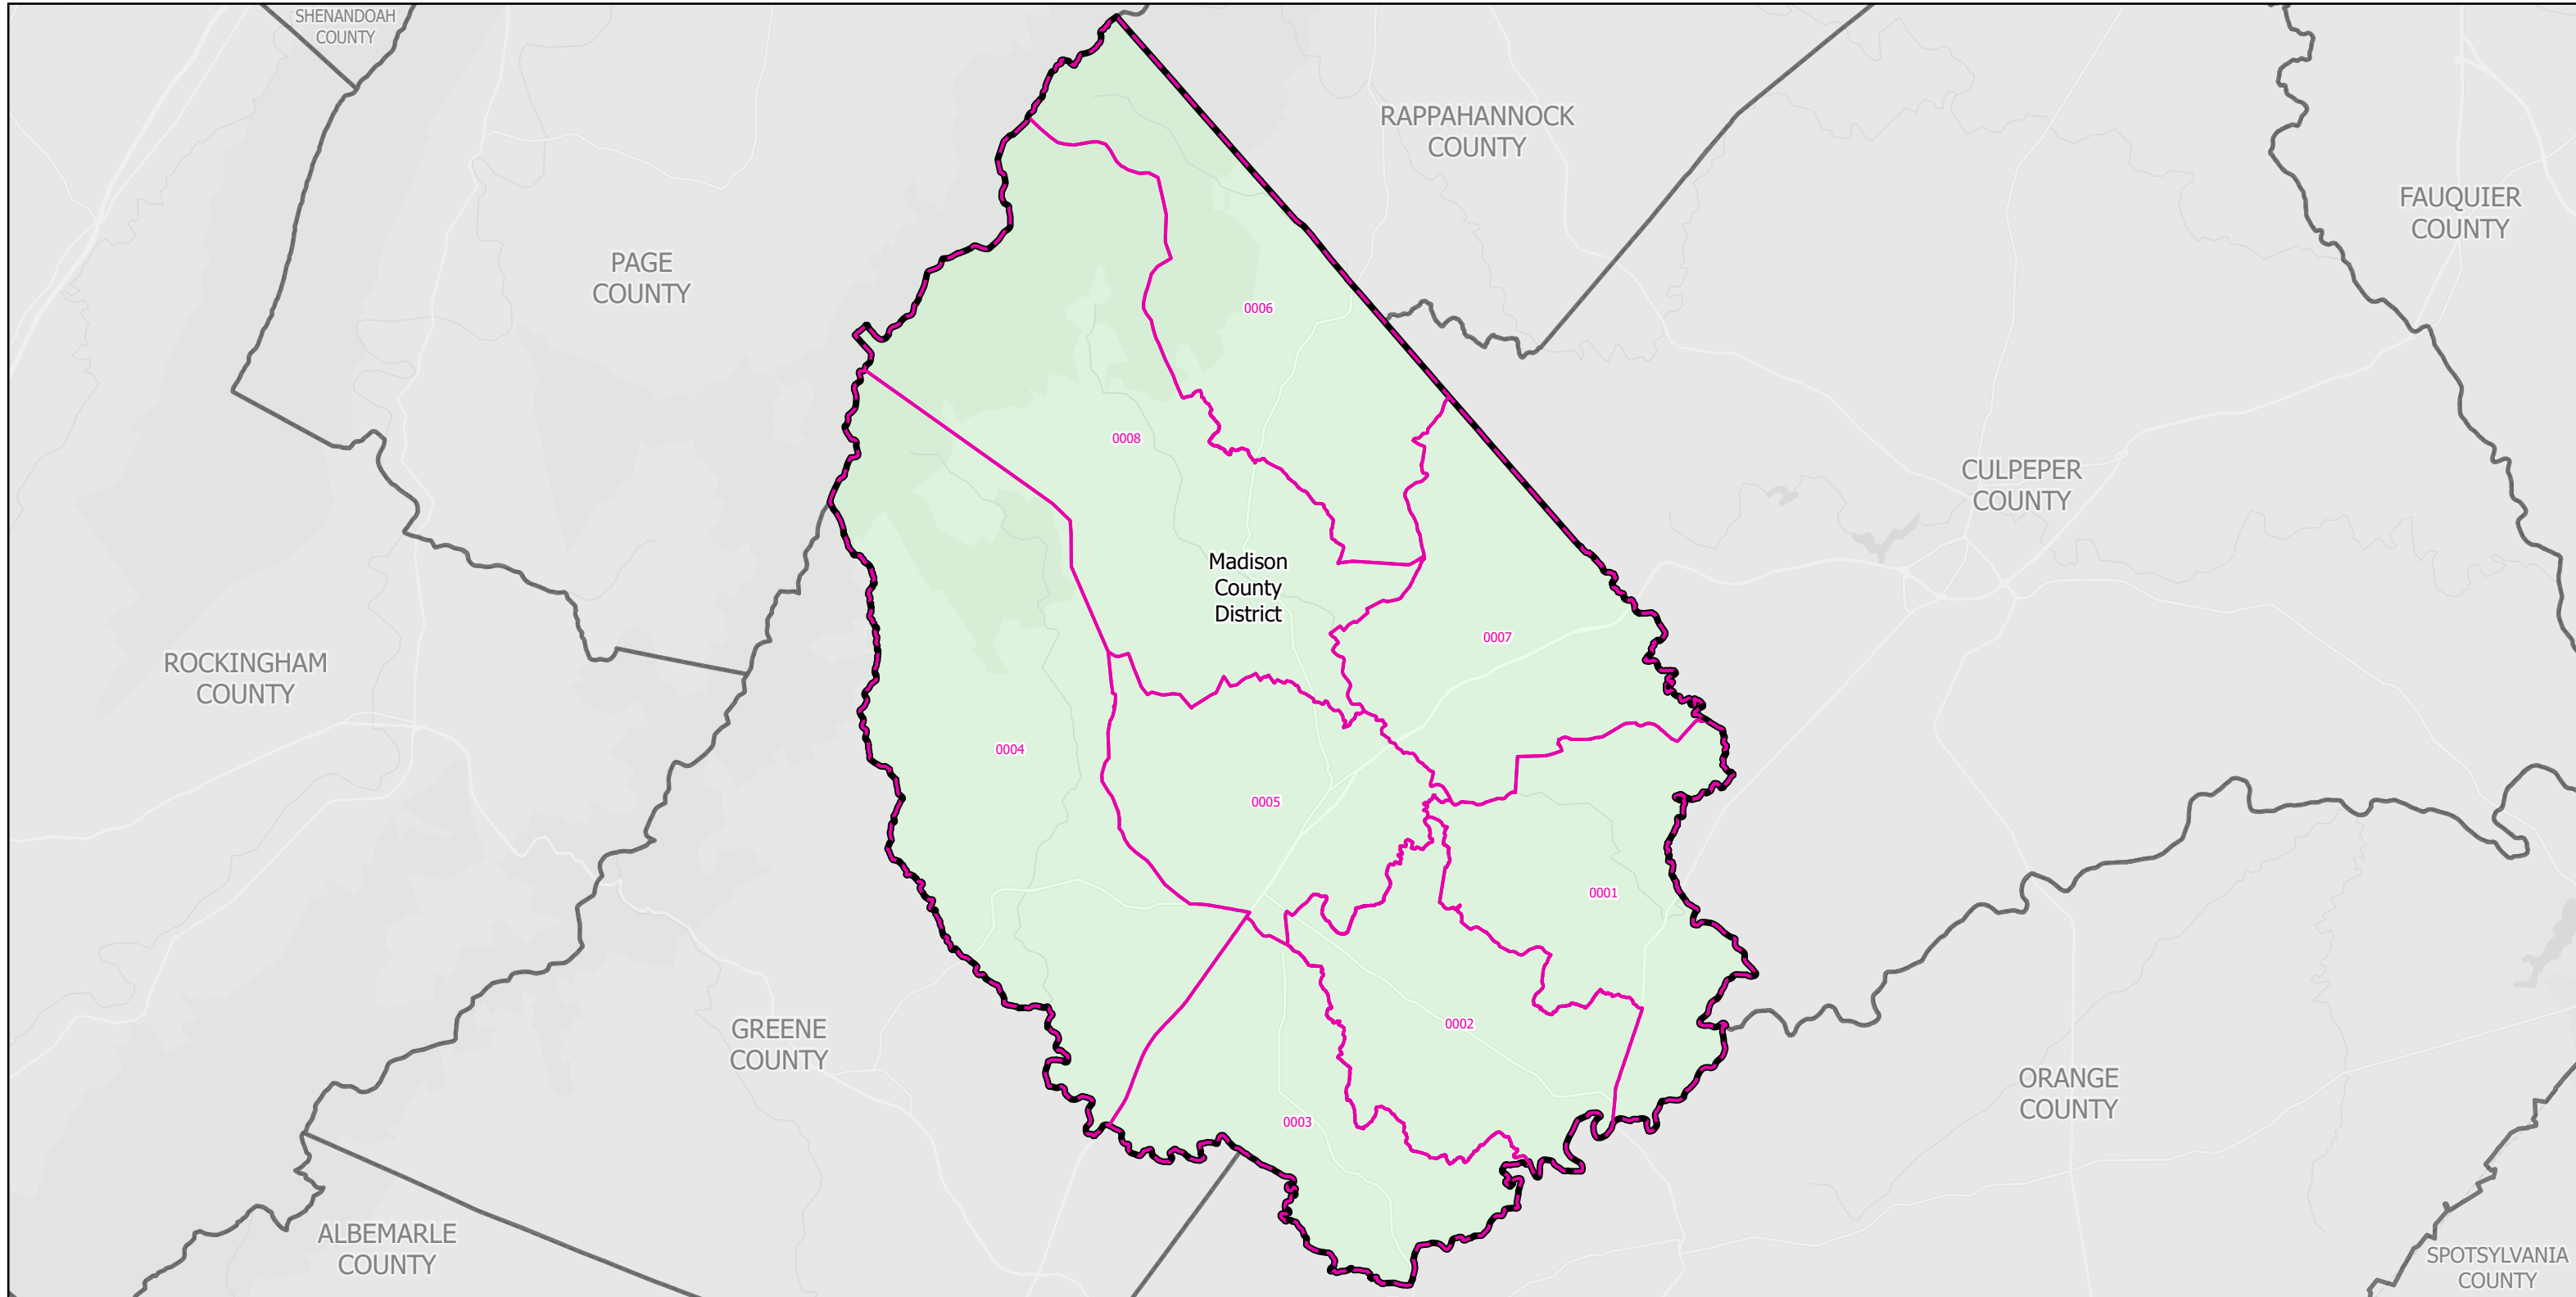 SHENANDOAH
COUNTY
RAPPAHANNOCK
COUNTY
FAUQUIER
COUNTY
PAGE
COUNTY
0006
0008
CULPEPER
COUNTY
Madison
County
District
0007
ROCKINGHAM
COUNTY
0004
0005
0001
GREENE
COUNTY
0002
ORANGE
COUNTY
0003
ALBEMARLE
COUNTY
SPOTSYLVANIA
COUNTY